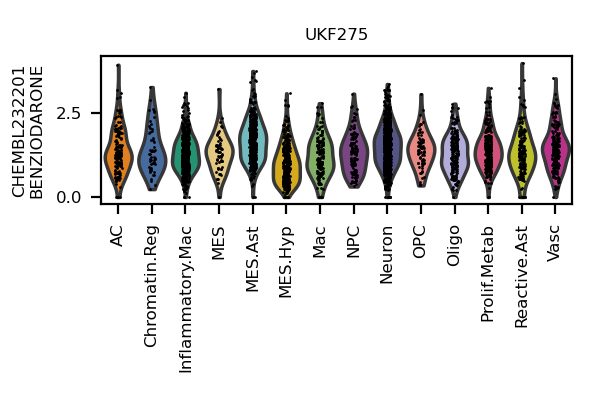 UKF275
CHEMBL232201
BENZIODARONE
2.5
0.0
AC
Chromatin.Reg
Inflammatory.Mac
MES
MES.Ast
MES.Hyp
Mac
NPC
Neuron
OPC
Oligo
Prolif.Metab
Reactive.Ast
Vasc